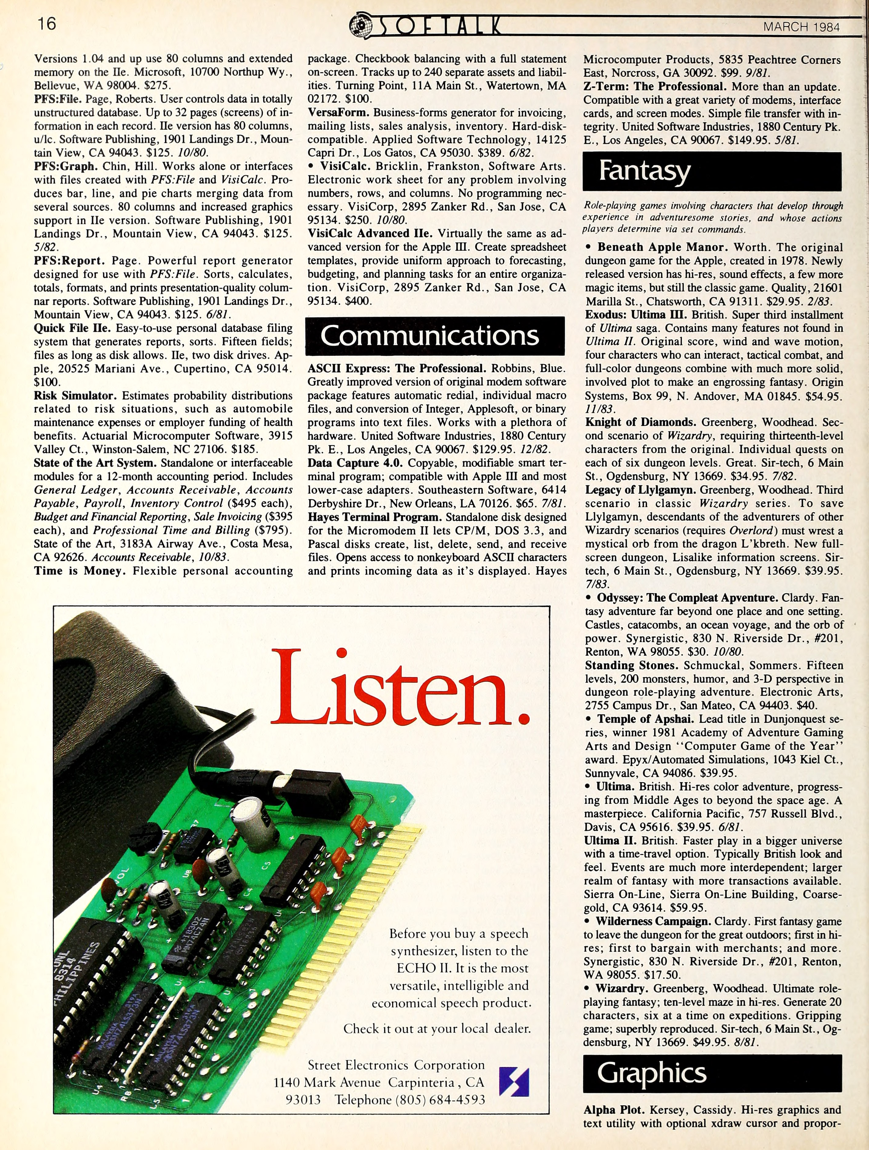 16
SOFTALK
MARCH 1984
Versions 1.04 and up use 80 columns and extended
memory on the IIe. Microsoft, 10700 Northup Wy.,
Bellevue, WA 98004. $275.
PFS:File. Page, Roberts. User controls data in totally
unstructured database. Up to 32 pages (screens) of in-
formation in each record. IIe version has 80 columns,
u/lc. Software Publishing, 1901 Landings Dr., Moun-
tain View, CA 94043. $125. 10/80.
PFS:Graph. Chin, Hill. Works alone or interfaces
with files created with PFS:File and VisiCalc. Pro-
duces bar, line, and pie charts merging data from
several sources. 80 columns and increased graphics
support in IIe version. Software Publishing, 1901
Landings Dr., Mountain View, CA 94043. $125.
5/82.
PFS:Report. Page. Powerful report generator
designed for use with PFS:File. Sorts, calculates,
totals, formats, and prints presentation-quality colum-
nar reports. Software Publishing, 1901 Landings Dr.,
Mountain View, CA 94043. $125. 6/81.
Quick File IIe. Easy-to-use personal database filing
system that generates reports, sorts. Fifteen fields;
files as long as disk allows. IIe, two disk drives. Ap-
ple, 20525 Mariani Ave., Cupertino, CA 95014.
$100.
Risk Simulator. Estimates probability distributions
related to risk situations, such as automobile
maintenance expenses or employer funding of health
benefits. Actuarial Microcomputer Software, 3915
Valley Ct., Winston-Salem, NC 27106. $185.
State of the Art System. Standalone or interfaceable
modules for a 12-month accounting period. Includes
General Ledger, Accounts Receivable, Accounts
Payable, Payroll, Inventory Control ($495 each),
Budget and Financial Reporting, Sale Invoicing ($395
each), and Professional Time and Billing ($795).
State of the Art, 3183A Airway Ave., Costa Mesa,
CA 92626. Accounts Receivable, 10/83.
Time is Money. Flexible personal accounting
package. Checkbook balancing with a full statement
on-screen. Tracks up to 240 separate assets and liabil-
ities. Turning Point, 11A Main St., Watertown, MA
02172. $100.
VersaForm. Business-forms generator for invoicing,
mailing lists, sales analysis, inventory. Hard-disk-
compatible. Applied Software Technology, 14125
Capri Dr., Los Gatos, CA 95030. $389. 6/82.
• VisiCalc. Bricklin, Frankston, Software Arts.
Electronic work sheet for any problem involving
numbers, rows, and columns. No programming nec-
essary. VisiCorp, 2895 Zanker Rd., San Jose, CA
95134. $250. 10/80.
VisiCalc Advanced IIe. Virtually the same as ad-
vanced version for the Apple III. Create spreadsheet
templates, provide uniform approach to forecasting,
budgeting, and planning tasks for an entire organiza-
tion. VisiCorp, 2895 Zanker Rd., San Jose, CA
95134. $400.
Communications
ASCII Express: The Professional. Robbins, Blue.
Greatly improved version of original modem software
package features automatic redial, individual macro
files, and conversion of Integer, Applesoft, or binary
programs into text files. Works with a plethora of
hardware. United Software Industries, 1880 Century
Pk. E., Los Angeles, CA 90067. $129.95. 12/82.
Data Capture 4.0. Copyable, modifiable smart ter-
minal program; compatible with Apple III and most
lower-case adapters. Southeastern Software, 6414
Derbyshire Dr., New Orleans, LA 70126. $65. 7/81.
Hayes Terminal Program. Standalone disk designed
for the Micromodem II lets CP/M, DOS 3.3, and
Pascal disks create, list, delete, send, and receive
files. Opens access to nonkeyboard ASCII characters
and prints incoming data as it's displayed. Hayes
Microcomputer Products, 5835 Peachtree Corners
East, Norcross, GA 30092. $99. 9/81.
Z-Term: The Professional. More than an update.
Compatible with a great variety of modems, interface
cards, and screen modes. Simple file transfer with in-
tegrity. United Software Industries, 1880 Century Pk.
E., Los Angeles, CA 90067. $149.95. 5/81.
Fantasy
Role-playing games involving characters that develop through
experience in adventuresome stories, and whose actions
players determine via set commands.
• Beneath Apple Manor. Worth. The original
dungeon game for the Apple, created in 1978. Newly
released version has hi-res, sound effects, a few more
magic items, but still the classic game. Quality, 21601
Marilla St., Chatsworth, CA 91311. $29.95. 2/83.
Exodus: Ultima III. British. Super third installment
of Ultima saga. Contains many features not found in
Ultima II. Original score, wind and wave motion,
four characters who can interact, tactical combat, and
full-color dungeons combine with much more solid,
involved plot to make an engrossing fantasy. Origin
Systems, Box 99, N. Andover, MA 01845. $54.95.
11/83.
Knight of Diamonds. Greenberg, Woodhead. Sec-
ond scenario of Wizardry, requiring thirteenth-level
characters from the original. Individual quests on
each of six dungeon levels. Great. Sir-tech, 6 Main
St., Ogdensburg, NY 13669. $34.95. 7/82.
Legacy of Llylgamyn. Greenberg, Woodhead. Third
scenario in classic Wizardry series. To save
Llylgamyn, descendants of the adventurers of other
Wizardry scenarios (requires Overlord) must wrest a
mystical orb from the dragon L'kbreth. New full-
screen dungeon, Lisalike information screens. Sir-
tech, 6 Main St., Ogdensburg, NY 13669. $39.95.
7/83.
• Odyssey: The Compleat Apventure. Clardy. Fan-
tasy adventure far beyond one place and one setting.
Castles, catacombs, an ocean voyage, and the orb of
power. Synergistic, 830 N. Riverside Dr., #201,
Renton, WA 98055. $30. 10/80.
Standing Stones. Schmuckal, Sommers. Fifteen
levels, 200 monsters, humor, and 3-D perspective in
dungeon role-playing adventure. Electronic Arts,
2755 Campus Dr., San Mateo, CA 94403. $40.
• Temple of Apshai. Lead title in Dunjonquest se-
ries, winner 1981 Academy of Adventure Gaming
Arts and Design "Computer Game of the Year"
award. Epyx/Automated Simulations, 1043 Kiel Ct.,
Sunnyvale, CA 94086. $39.95.
• Ultima. British. Hi-res color adventure, progress-
ing from Middle Ages to beyond the space age. A
masterpiece. California Pacific, 757 Russell Blvd.,
Davis, CA 95616. $39.95. 6/81.
Ultima II. British. Faster play in a bigger universe
with a time-travel option. Typically British look and
feel. Events are much more interdependent; larger
realm of fantasy with more transactions available.
Sierra On-Line, Sierra On-Line Building, Coarse-
gold, CA 93614. $59.95.
• Wilderness Campaign. Clardy. First fantasy game
to leave the dungeon for the great outdoors; first in hi-
res; first to bargain with merchants; and more.
Synergistic, 830 N. Riverside Dr., #201, Renton,
WA 98055. $17.50.
• Wizardry. Greenberg, Woodhead. Ultimate role-
playing fantasy; ten-level maze in hi-res. Generate 20
characters, six at a time on expeditions. Gripping
game; superbly reproduced. Sir-tech, 6 Main St., Og-
densburg, NY 13669. $49.95. 8/81.
Graphics
Alpha Plot. Kersey, Cassidy. Hi-res graphics and
text utility with optional xdraw cursor and propor-
Listen.
Before you buy a speech
synthesizer, listen to the
ECHO II. It is the most
versatile, intelligible and
economical speech product.
Check it out at your local dealer.
Street Electronics Corporation
1140 Mark Avenue Carpinteria, CA
93013 Telephone (805) 684-4593
VOL
C5
8314
PHILIPPINES
U4